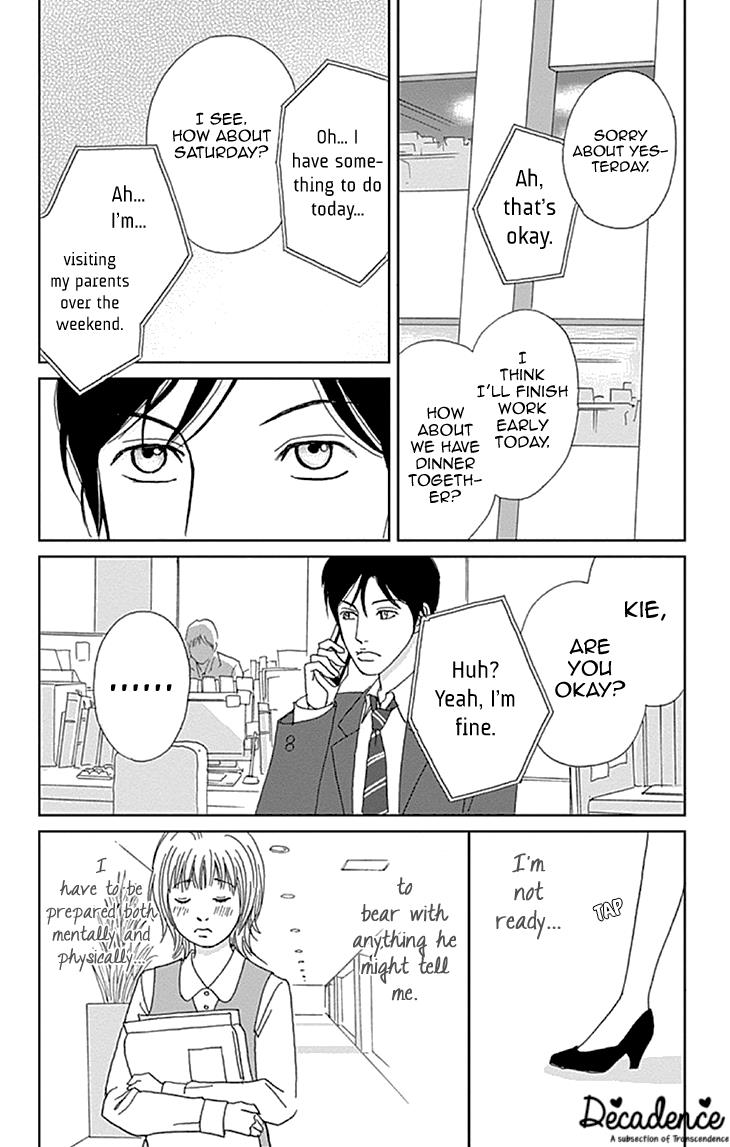 SORRY
ABOUT YES-
TERDAY.
Ah,
that's
okay.
I
THINK
I'LL FINISH
WORK
EARLY
TODAY.
HOW
ABOUT
WE HAVE
DINNER
TOGETH-
ER?
Oh... I
have some-
thing to do
today...
I SEE.
HOW ABOUT
SATURDAY?
Ah...
I'm...
visiting
my parents
over the
weekend.
KIE,
ARE
YOU
OKAY?
Huh?
Yeah, I'm
fine.
......
I'm
not
ready...
TAP
to
bear with
anything he
might tell
me.
I
have to be
prepared both
mentally and
physically...
Decadence
A subsection of Transcendence